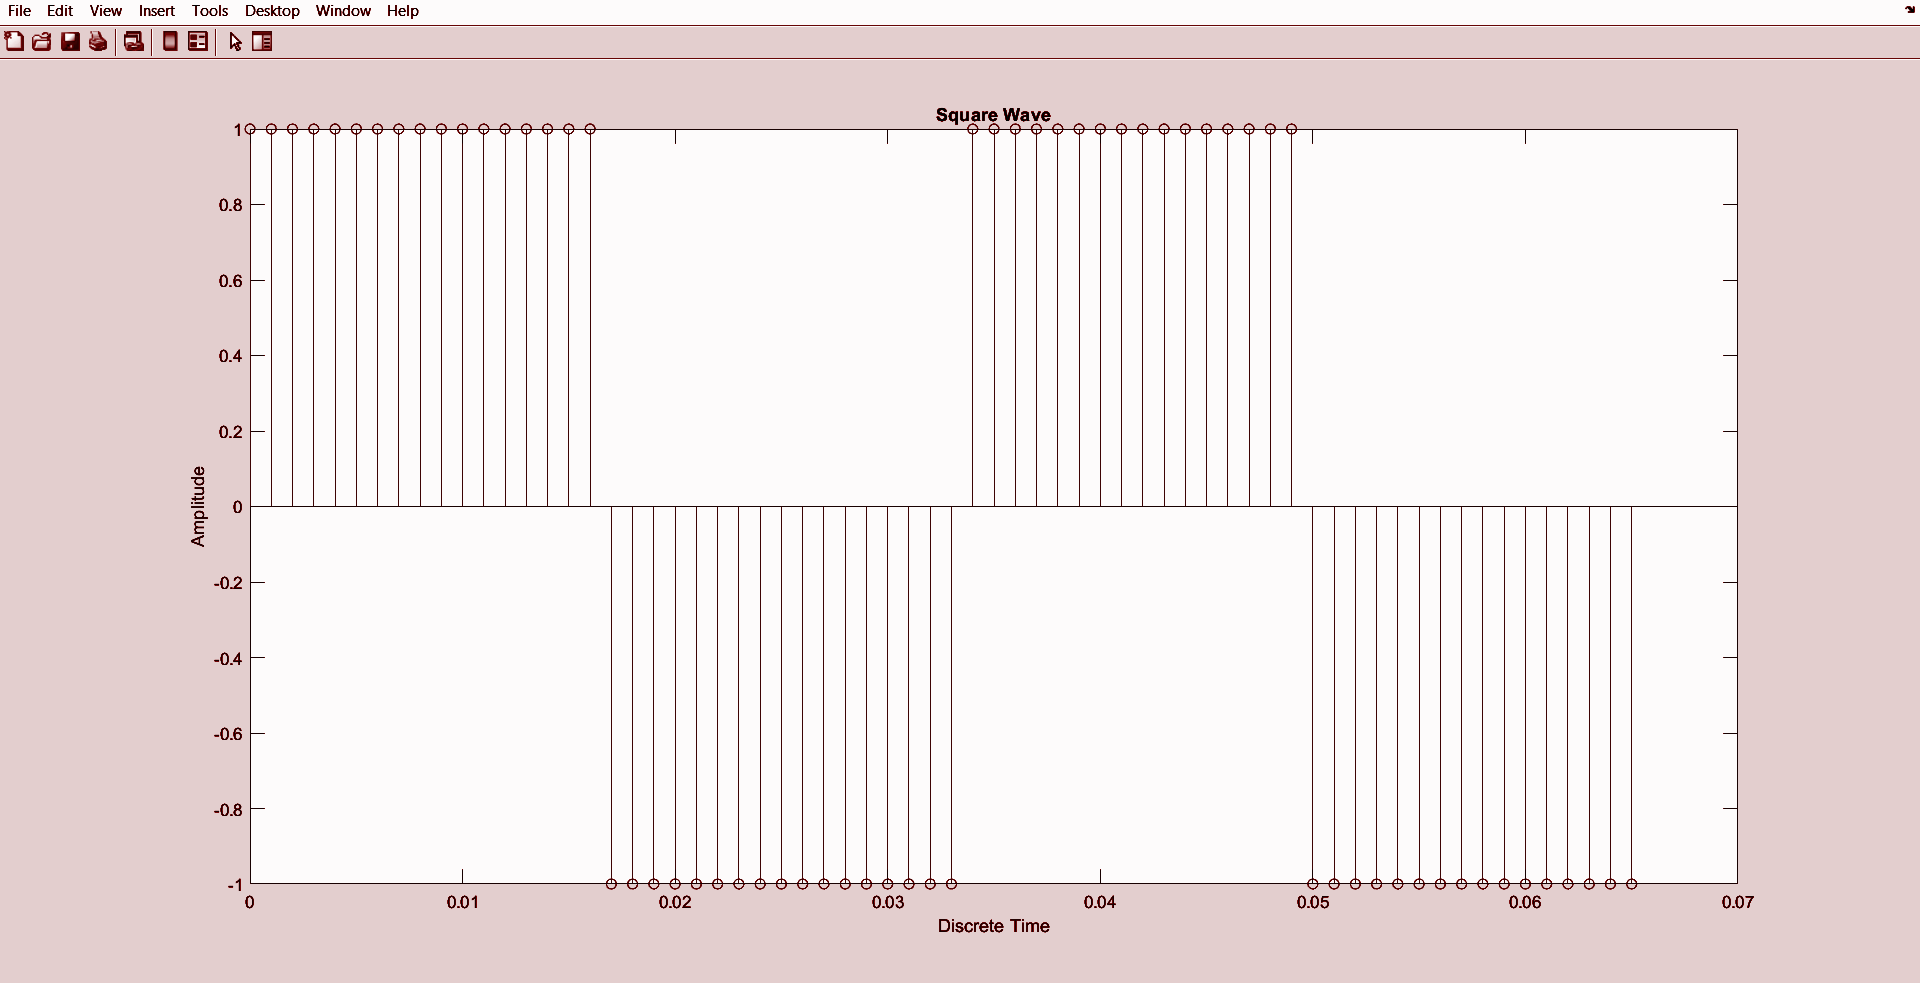 File Edit View Insert Tools Desktop Window Help
Square Wave
1
0.8
0.6
0.4
0.2
0
-0.2
-0.4
-0.6
-0.8
-1
Amplitude
0 0.01 0.02 0.03 0.04 0.05 0.06 0.07
Discrete Time